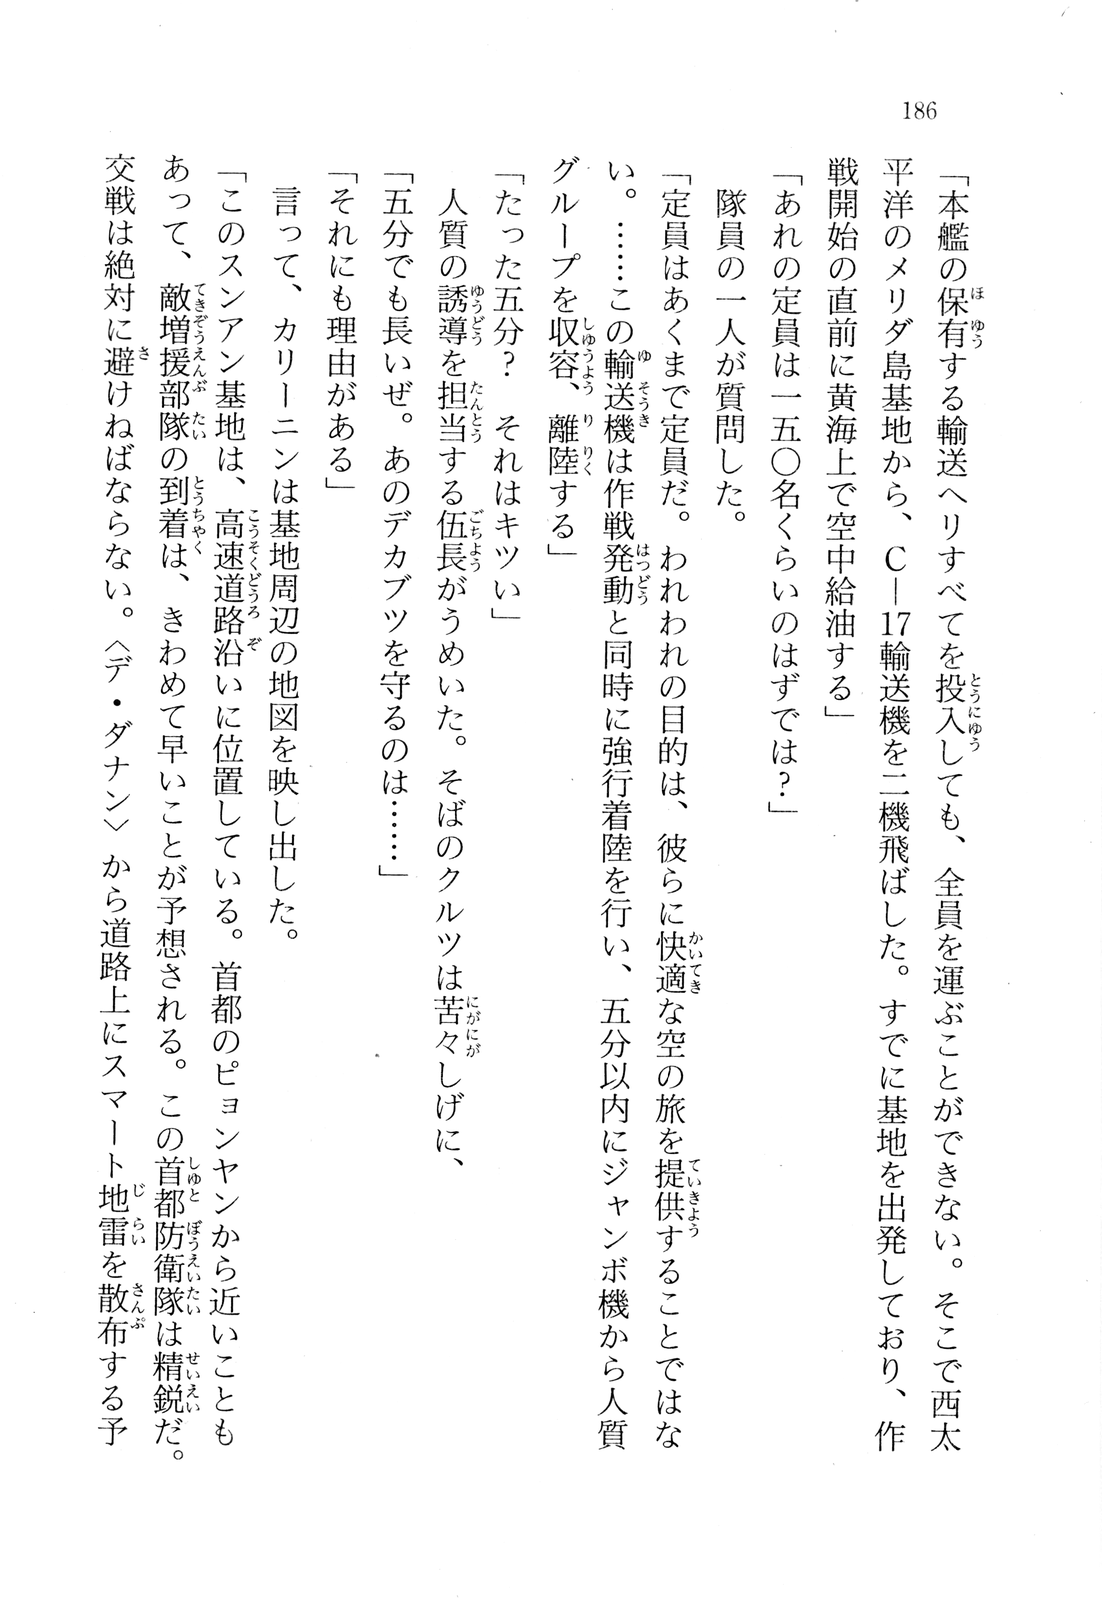 186
「本艦の保有する輸送ヘリすべてを投入しても、全員を運ぶことができない。そこで西太
平洋のメリダ島基地から、C―17輸送機を二機飛ばした。すでに基地を出発しており、作
戦開始の直前に黄海上で空中給油する」
「あれの定員は一五〇名くらいのはずでは?」
隊員の一人が質問した。
「定員はあくまで定員だ。われわれの目的は、彼らに快適な空の旅を提供することではな
い。……この輸送機は作戦発動と同時に強行着陸を行い、五分以内にジャンボ機から人質
グループを収容、離陸する」
「たった五分?　それはキツい」
人質の誘導を担当する伍長がうめいた。そばのクルツは苦々しげに、
「五分でも長いぜ。あのデカブツを守るのは……」
「それにも理由がある」
言って、カリーニンは基地周辺の地図を映し出した。
「このスンアン基地は、高速道路沿いに位置している。首都のピョンヤンから近いことも
あって、敵増援部隊の到着は、きわめて早いことが予想される。この首都防衛隊は精鋭だ。
交戦は絶対に避けねばならない。〈デ・ダナン〉から道路上にスマート地雷を散布する予